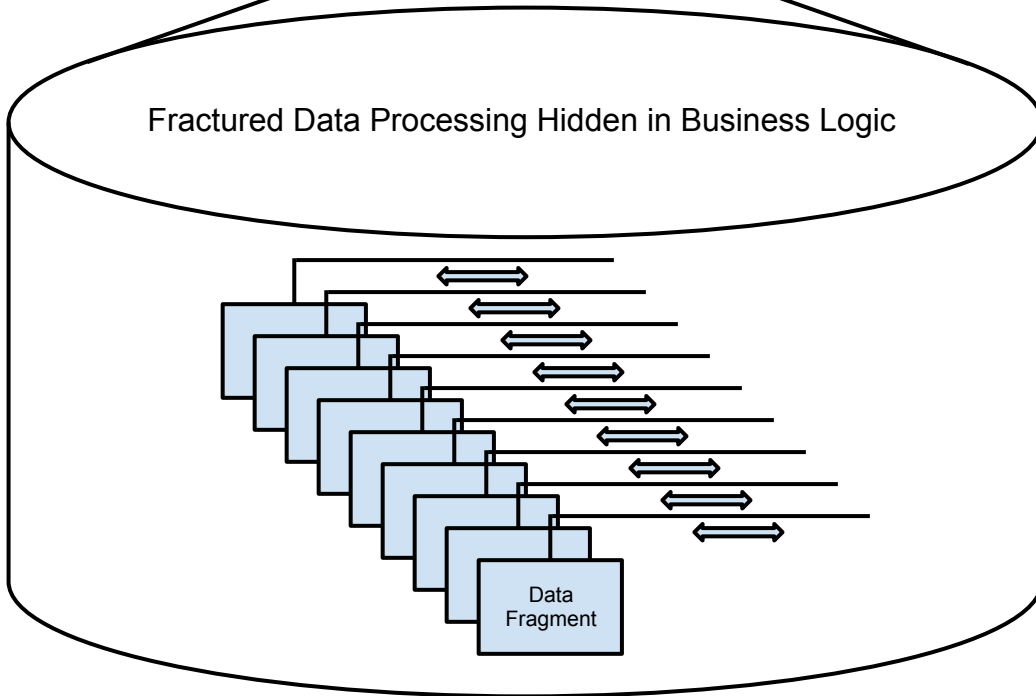 Fractured Data Processing Hidden in Business Logic
Data
Fragment